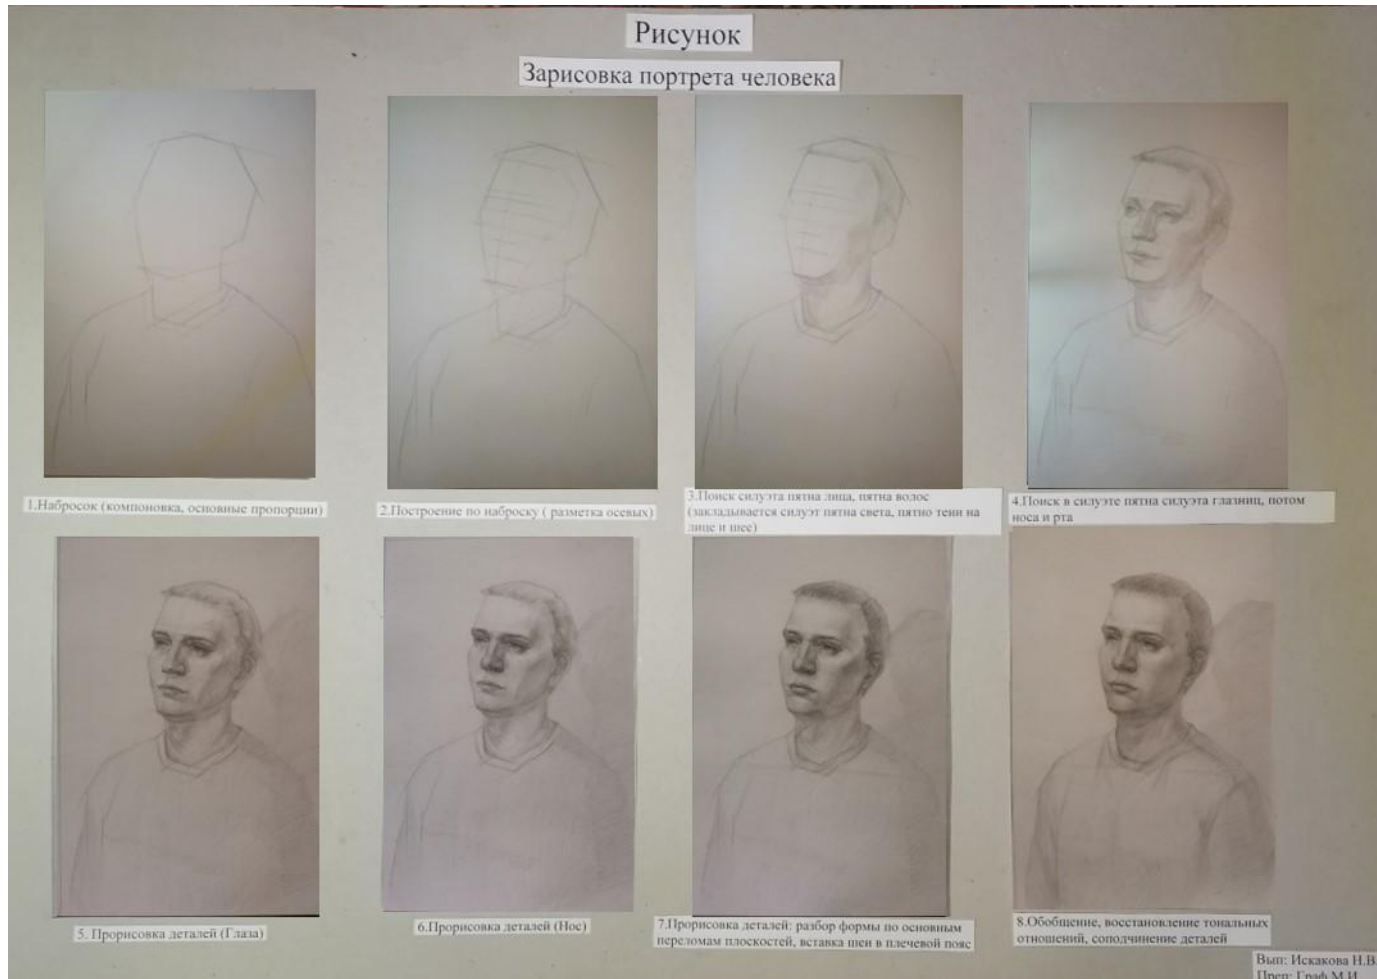 Рисунок
Зарисовка портрета человека
1.Набросок (компоновка, основные пропорции)
2.Построение по наброску ( разметка осевых)
3.Поиск силуэта пятна лица, пятна волос
(закладывается силуэт пятна света, пятно тени на
лице и шее)
4.Поиск в силуэте пятна силуэта глазниц, потом
носа и рта
5. Прорисовка деталей (Глаза)
6.Прорисовка деталей (Нос)
7.Прорисовка деталей: разбор формы по основным
переломам плоскостей, вставка шеи в плечевой пояс
8.Обобщение, восстановление тональных
отношений, соподчинение деталей
Вып: Искакова Н.В
Преп: Граф М.И